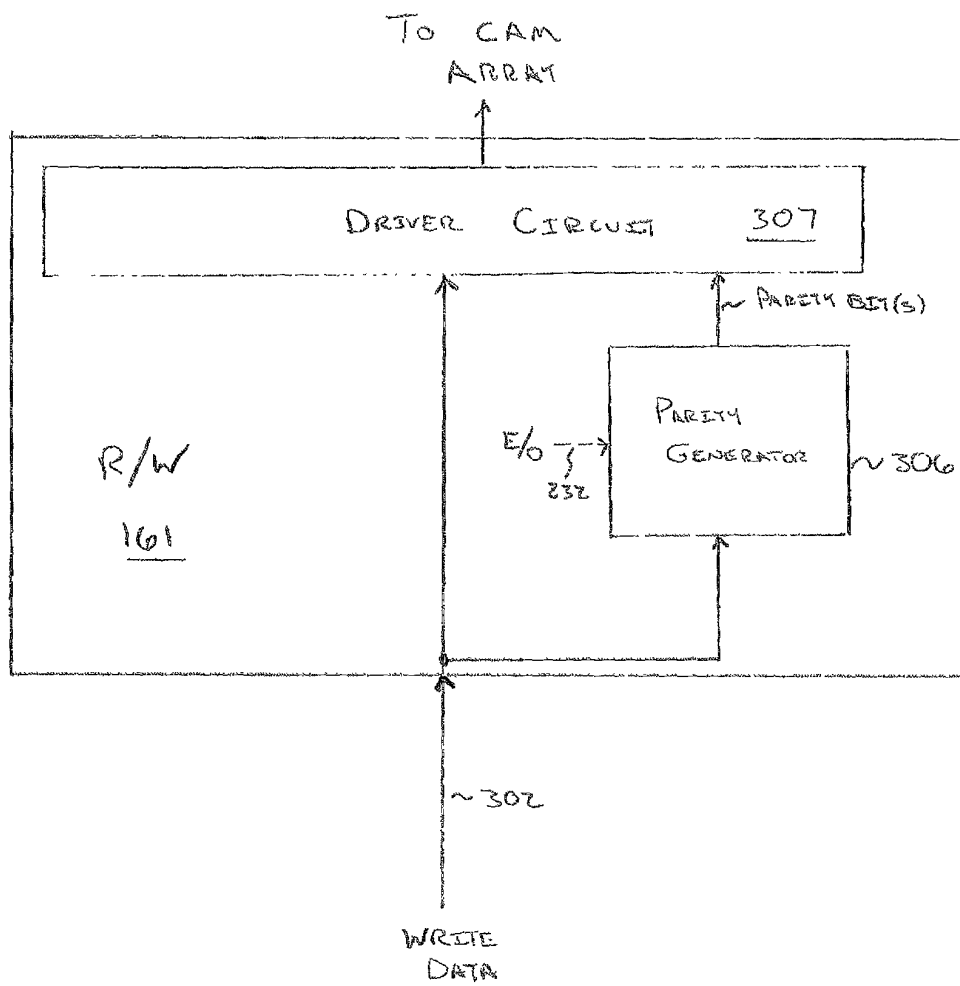 To CAM
ARRAY
DRIVER CIRCUIT 307
~ PARITY BIT(S)
PARITY
GENERATOR
E/O
232
~ 306
R/W
161
~ 302
WRITE
DATA